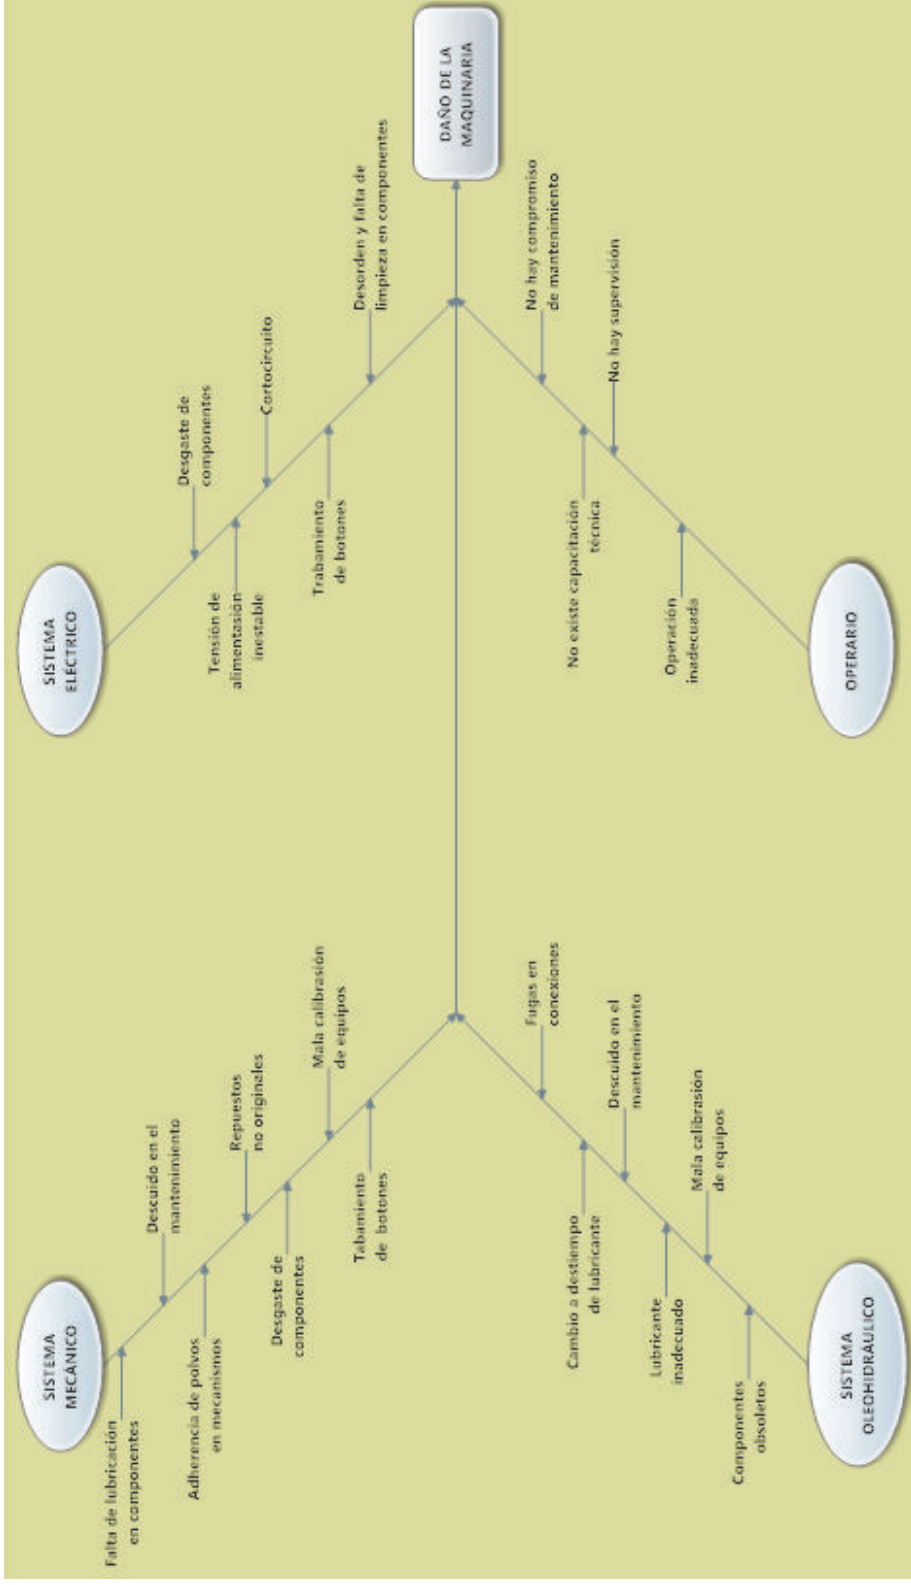 SISTEMA
MECÁNICO
Falta de lubricación
en componentes
Descuido en el
mantenimiento
Adherencia de polvos
en mecanismos
Repuestos
no originales
Desgaste de
componentes
Mala calibrasión
de equipos
Tabamiento
de botones
SISTEMA
ELÉCTRICO
Desgaste de
componentes
Tensión de
alimentasión
inestable
Cortocircuito
Trabamiento
de botones
Desorden y falta de
limpieza en componentes
DAÑO DE LA
MAQUINARIA
Fugas en
conexiones
Cambio a destiempo
de lubricante
Descuido en el
mantenimiento
Lubricante
inadecuado
Mala calibrasión
de equipos
Componentes
obsoletos
SISTEMA
OLEOHIDRÁULICO
No hay compromiso
de mantenimiento
No existe capacitación
técnica
No hay supervisión
Operación
inadecuada
OPERARIO